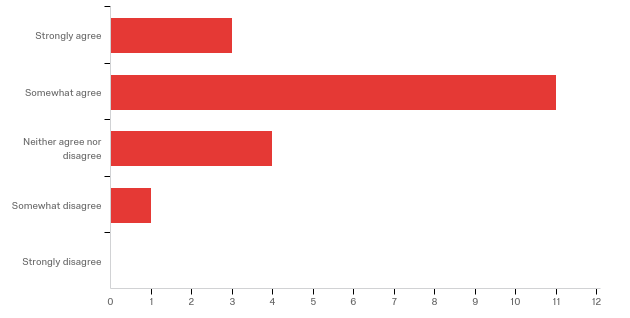 Strongly agree
Somewhat agree
Neither agree nor
disagree
Somewhat disagree
Strongly disagree
0 1 2 3 4 5 6 7 8 9 10 11 12